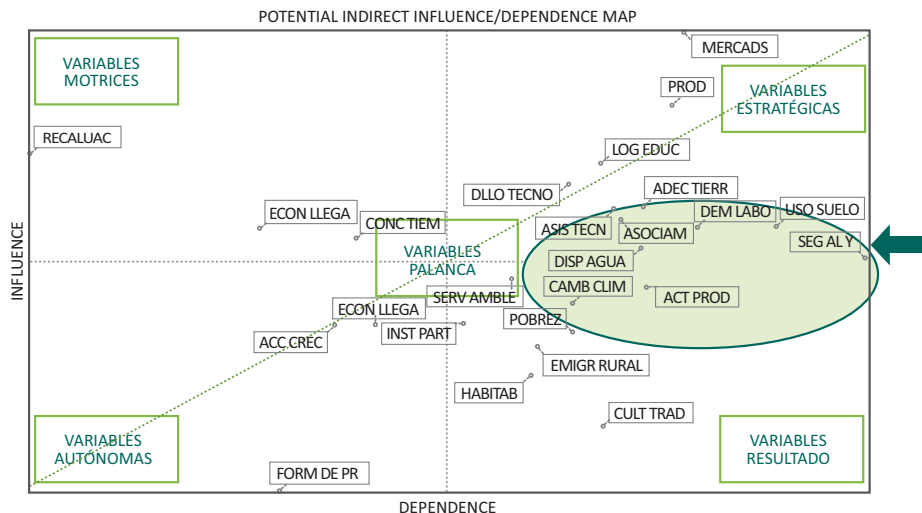 POTENTIAL INDIRECT INFLUENCE/DEPENDENCE MAP
MERCADS
VARIABLES
MOTRICES
PROD
VARIABLES
ESTRATÉGICAS
RECALUAC
LOG EDUC
DLLO TECNO
ADEC TIERR
ECON LLEGA
DEM LABO
USO SUELO
CONC TIEM
ASIS TECN
ASOCIAM
SEG AL Y
VARIABLES
PALANCA
DISP AGUA
INFLUENCE
SERV AMBLE
CAMB CLIM
ACT PROD
ECON LLEGA
POBREZ
ACC.CREC
INST PART
EMIGR RURAL
HABITAB
CULT TRAD
VARIABLES
AUTÓNOMAS
VARIABLES
RESULTADO
FORM DE PR
DEPENDENCE